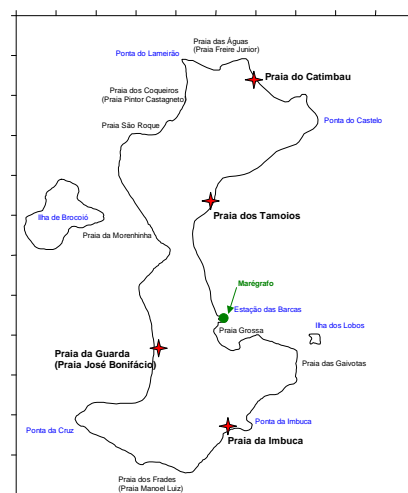 Praia das Águas
(Praia Freire Junior)
Ponta do Lameirão
Praia do Catimbau
Praia dos Coqueiros
(Praia Pintor Castagneto)
Ponta do Castelo
Praia São Roque
Ilha de Brocoió
Praia dos Tamoios
Praia da Morenhinha
Marégrafo
Estação das Barcas
Praia Grossa
Ilha dos Lobos
Praia da Guarda
(Praia José Bonifácio)
Praia das Gaivotas
Ponta da Cruz
Ponta da Imbuca
Praia da Imbuca
Praia dos Frades
(Praia Manoel Luiz)